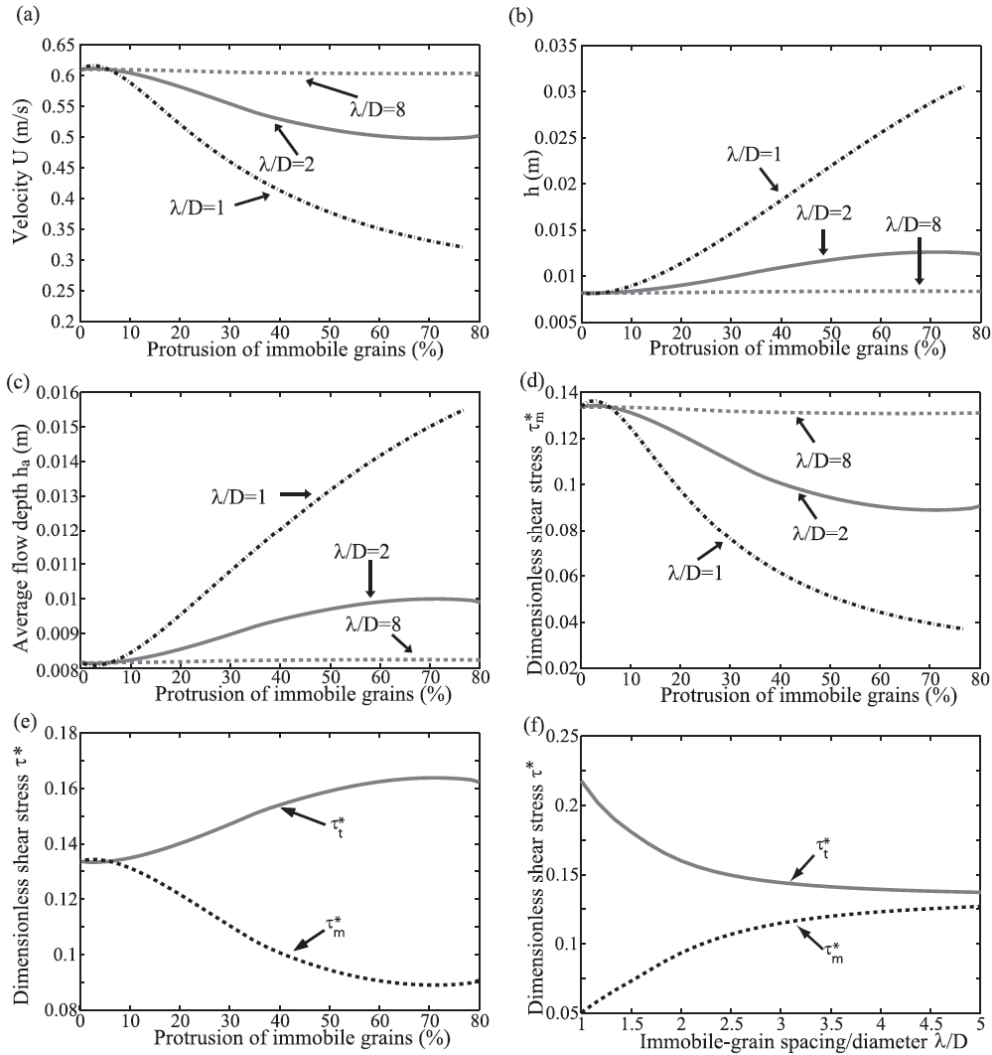 (a)
0.65
0.6
0.55
0.5
0.45
0.4
0.35
0.3
0.25
0.2
Velocity U (m/s)
λ/D=8
λ/D=2
λ/D=1
0 10 20 30 40 50 60 70 80
Protrusion of immobile grains (%)
(b)
0.035
0.03
0.025
0.02
0.015
0.01
0.005
h (m)
λ/D=1
λ/D=2
λ/D=8
0 10 20 30 40 50 60 70 80
Protrusion of immobile grains (%)
(c)
0.016
0.015
0.014
0.013
0.012
0.011
0.01
0.009
0.008
Average flow depth hₐ (m)
λ/D=1
λ/D=2
λ/D=8
0 10 20 30 40 50 60 70 80
Protrusion of immobile grains (%)
(d)
0.14
0.12
0.1
0.08
0.06
0.04
0.02
Dimensionless shear stress τ*m
λ/D=8
λ/D=2
λ/D=1
0 10 20 30 40 50 60 70 80
Protrusion of immobile grains (%)
(e)
0.18
0.16
0.14
0.12
0.1
0.08
Dimensionless shear stress τ*
τ*t
τ*m
0 10 20 30 40 50 60 70 80
Protrusion of immobile grains (%)
(f)
0.25
0.2
0.15
0.1
0.05
Dimensionless shear stress τ*
τ*t
τ*m
1 1.5 2 2.5 3 3.5 4 4.5 5
Immobile-grain spacing/diameter λ/D